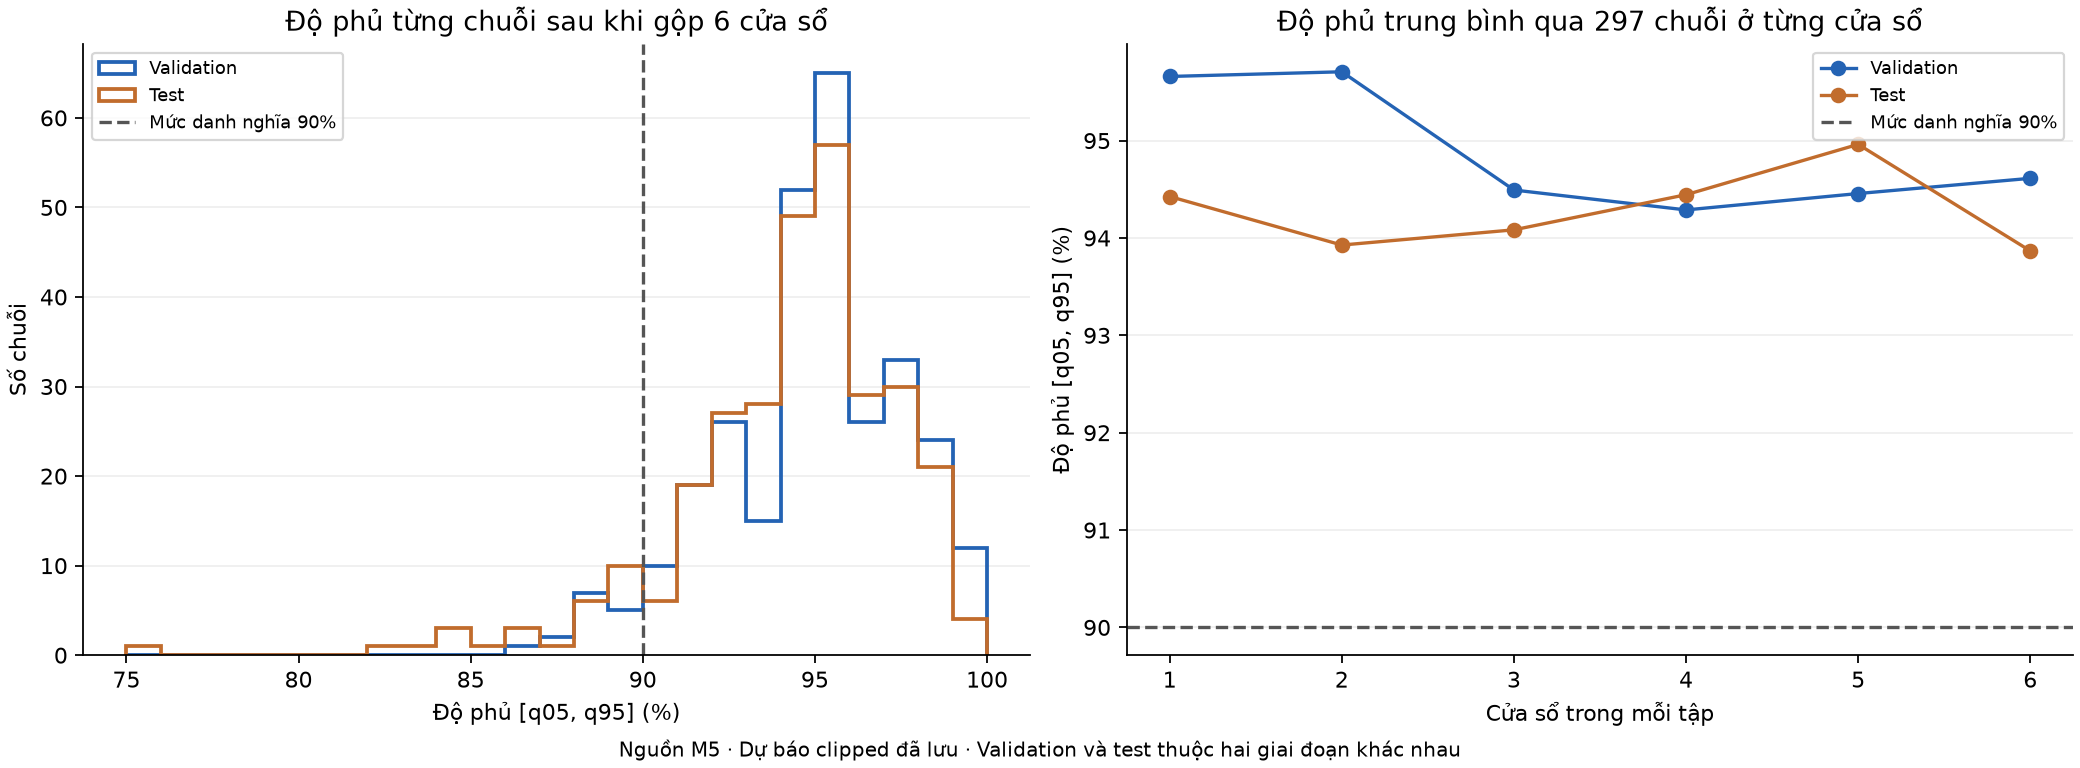 Độ phủ từng chuỗi sau khi gộp 6 cửa sổ
Validation
Test
Mức danh nghĩa 90%
Số chuỗi
0
10
20
30
40
50
60
75
80
85
90
95
100
Độ phủ [q05, q95] (%)
Độ phủ trung bình qua 297 chuỗi ở từng cửa sổ
Validation
Test
Mức danh nghĩa 90%
Độ phủ [q05, q95] (%)
90
91
92
93
94
95
1
2
3
4
5
6
Cửa sổ trong mỗi tập
Nguồn M5 · Dự báo clipped đã lưu · Validation và test thuộc hai giai đoạn khác nhau